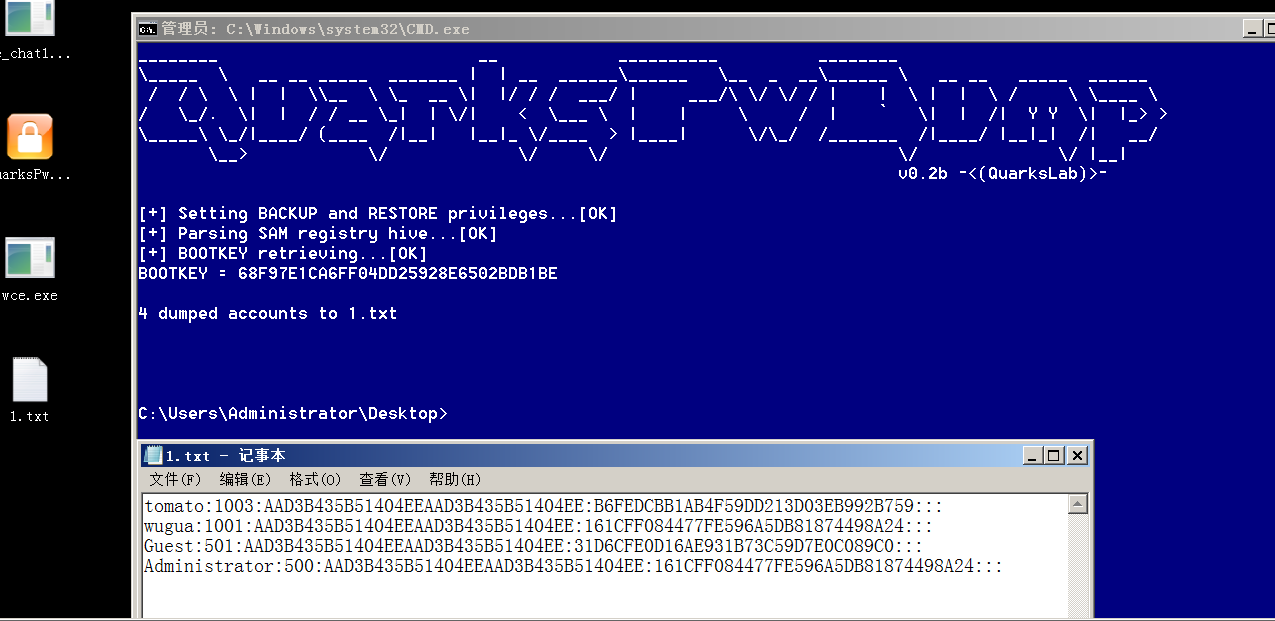 _chat1...
arksPw...
wce.exe
1.txt
管理员: C:\Windows\system32\CMD.exe
QuarksPwDump
v0.2b -<(QuarksLab)>-
[+] Setting BACKUP and RESTORE privileges...[OK]
[+] Parsing SAM registry hive...[OK]
[+] BOOTKEY retrieving...[OK]
BOOTKEY = 68F97E1CA6FF04DD25928E6502BDB1BE
4 dumped accounts to 1.txt
C:\Users\Administrator\Desktop>
1.txt - 记事本
文件(F) 编辑(E) 格式(O) 查看(V) 帮助(H)
tomato:1003:AAD3B435B51404EEAAD3B435B51404EE:B6FEDCBB1AB4F59DD213D03EB992B759:::
wugua:1001:AAD3B435B51404EEAAD3B435B51404EE:161CFF084477FE596A5DB81874498A24:::
Guest:501:AAD3B435B51404EEAAD3B435B51404EE:31D6CFE0D16AE931B73C59D7E0C089C0:::
Administrator:500:AAD3B435B51404EEAAD3B435B51404EE:161CFF084477FE596A5DB81874498A24:::